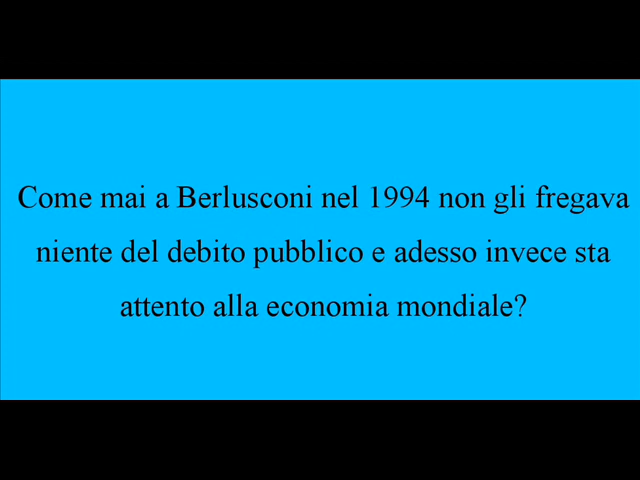 Come mai a Berlusconi nel 1994 non gli fregava
niente del debito pubblico e adesso invece sta
attento alla economia mondiale?